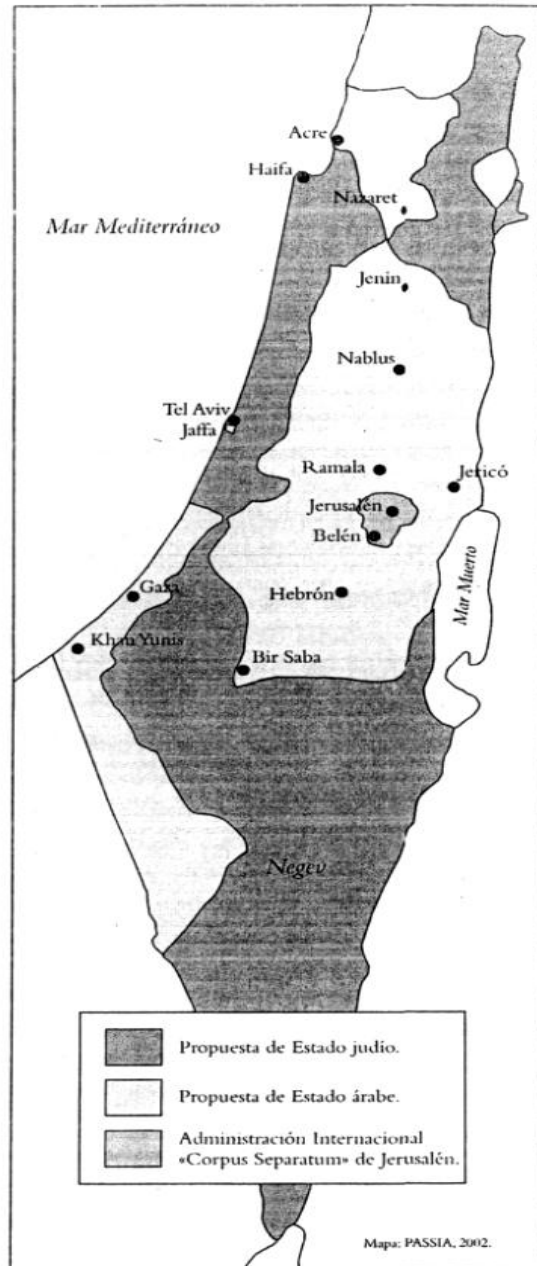 Acre
Haifa
Nazaret
Mar Mediterráneo
Jenin
Nablus
Tel Aviv
Jaffa
Ramala
Jericó
Jerusalén
Belén
Mar Muerto
Gaza
Hebrón
Khan Yunis
Bir Saba
Negev
Propuesta de Estado judío.
Propuesta de Estado árabe.
Administración Internacional
«Corpus Separatum» de Jerusalén.
Mapa: PASSIA, 2002.